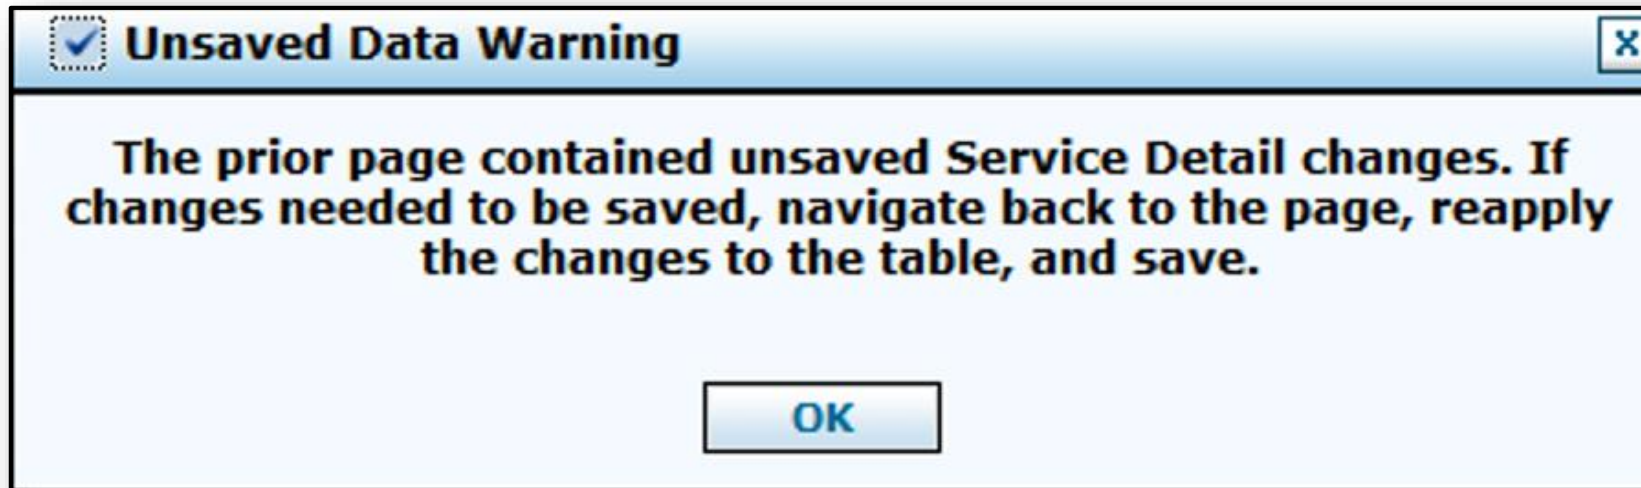 Unsaved Data Warning
X
The prior page contained unsaved Service Detail changes. If
changes needed to be saved, navigate back to the page, reapply
the changes to the table, and save.
OK